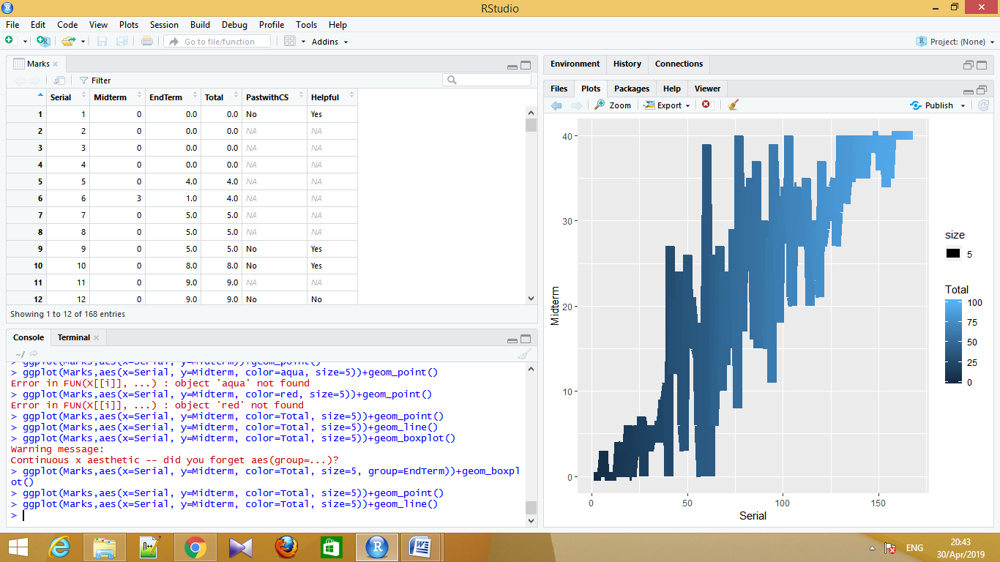 RStudio
File Edit Code View Plots Session Build Debug Profile Tools Help
Go to file/function Addins Project: (None)
Marks
Filter
Serial Midterm EndTerm Total PastwithCS Helpful
1 1 0 0.0 0.0 No Yes
2 2 0 0.0 0.0 NA NA
3 3 0 0.0 0.0 NA NA
4 4 0 0.0 0.0 NA NA
5 5 0 4.0 4.0 NA NA
6 6 3 1.0 4.0 NA NA
7 7 0 5.0 5.0 NA NA
8 8 0 5.0 5.0 NA NA
9 9 0 5.0 5.0 No Yes
10 10 0 8.0 8.0 No Yes
11 11 0 9.0 9.0 NA NA
12 12 0 9.0 9.0 No No
Showing 1 to 12 of 168 entries
Console Terminal
~/
> ggplot(Marks,aes(x=Serial, y=Midterm))+geom_point()
> ggplot(Marks,aes(x=Serial, y=Midterm, color=aqua, size=5))+geom_point()
Error in FUN(X[[i]], ...) : object 'aqua' not found
> ggplot(Marks,aes(x=Serial, y=Midterm, color=red, size=5))+geom_point()
Error in FUN(X[[i]], ...) : object 'red' not found
> ggplot(Marks,aes(x=Serial, y=Midterm, color=Total, size=5))+geom_point()
> ggplot(Marks,aes(x=Serial, y=Midterm, color=Total, size=5))+geom_line()
> ggplot(Marks,aes(x=Serial, y=Midterm, color=Total, size=5))+geom_boxplot()
Warning message:
Continuous x aesthetic -- did you forget aes(group=...)?
> ggplot(Marks,aes(x=Serial, y=Midterm, color=Total, size=5, group=EndTerm))+geom_boxpl
ot()
> ggplot(Marks,aes(x=Serial, y=Midterm, color=Total, size=5))+geom_point()
> ggplot(Marks,aes(x=Serial, y=Midterm, color=Total, size=5))+geom_line()
>
Environment History Connections
Files Plots Packages Help Viewer
Zoom Export Publish
40
30
20
10
0
Midterm
0 50 100 150
Serial
size
5
Total
100
75
50
25
0
ENG
20:43
30/Apr/2019